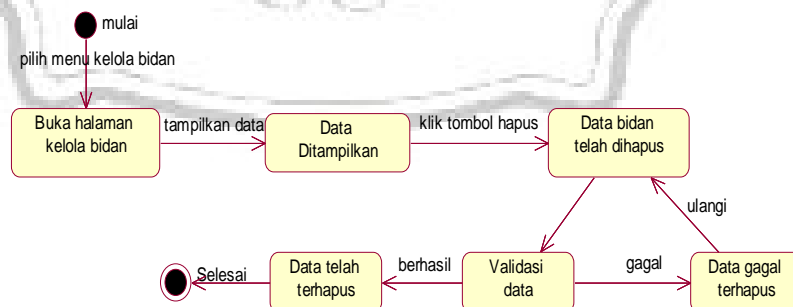 mulai
pilih menu kelola bidan
Buka halaman
kelola bidan
tampilkan data
Data
Ditampilkan
klik tombol hapus
Data bidan
telah dihapus
ulangi
Selesai
Data telah
terhapus
berhasil
Validasi
data
gagal
Data gagal
terhapus